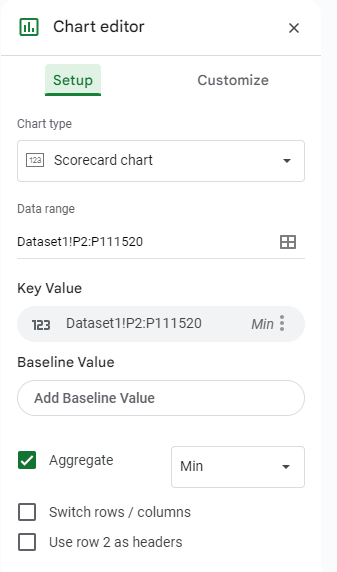 Chart editor
Setup Customize
Chart type
123 Scorecard chart
Data range
Dataset1!P2:P111520
Key Value
123 Dataset1!P2:P111520 Min
Baseline Value
Add Baseline Value
Aggregate Min
Switch rows / columns
Use row 2 as headers